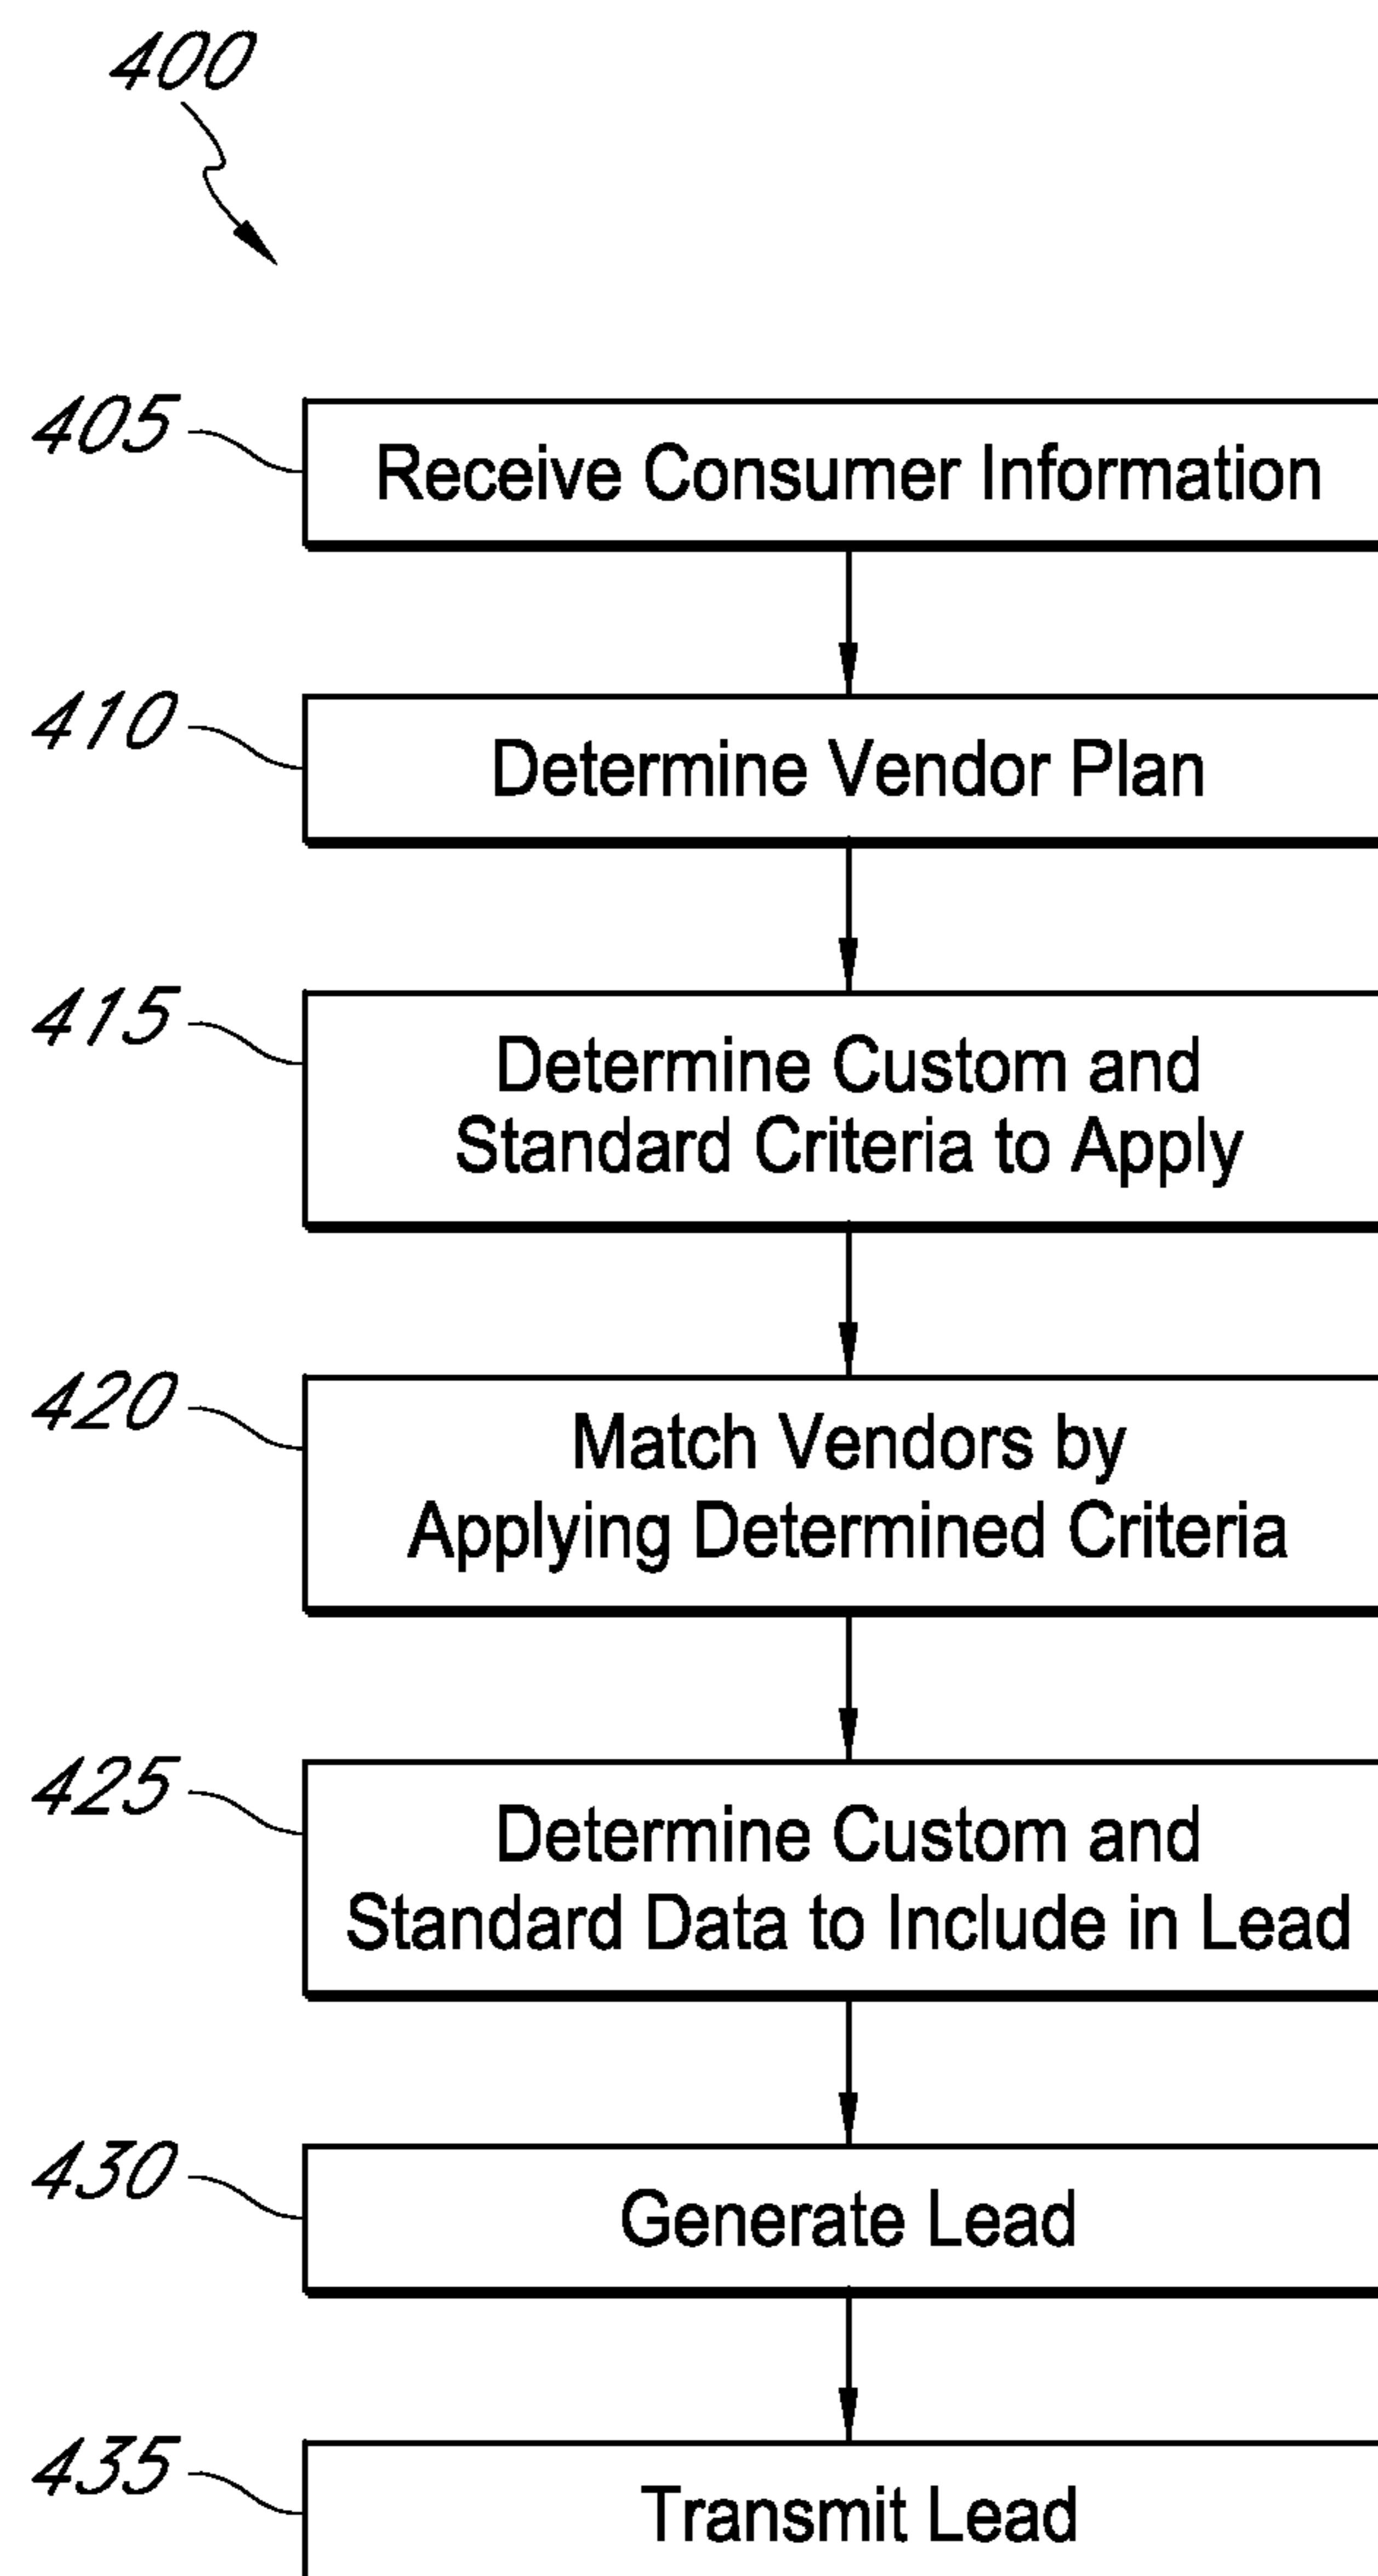 400
405
Receive Consumer Information
410
Determine Vendor Plan
415
Determine Custom and
Standard Criteria to Apply
420
Match Vendors by
Applying Determined Criteria
425
Determine Custom and
Standard Data to Include in Lead
430
Generate Lead
435
Transmit Lead